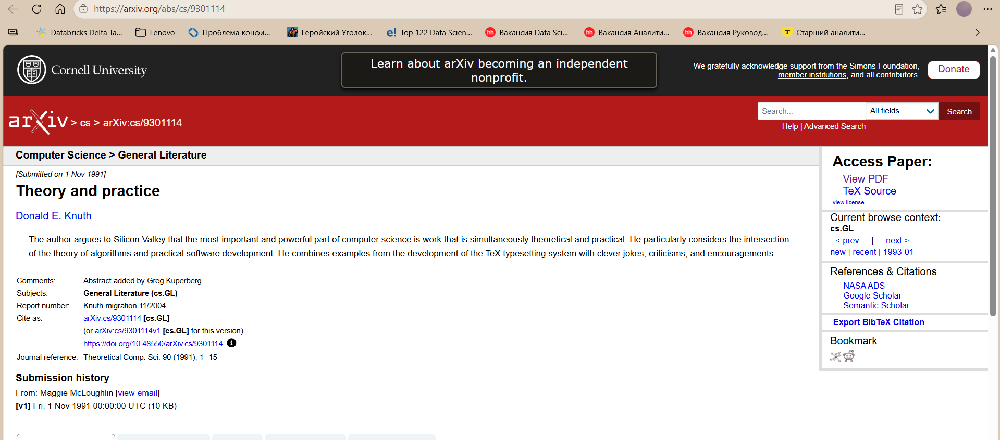 https://arxiv.org/abs/cs/9301114
Databricks Delta Ta...
Lenovo
Проблема конфи...
Геройский Уголок...
e! Top 122 Data Scien...
hh Вакансия Data Sci...
hh Вакансия Аналити...
hh Вакансия Руковод...
T Старший аналити...
Cornell University
Learn about arXiv becoming an independent
nonprofit.
We gratefully acknowledge support from the Simons Foundation,
member institutions, and all contributors.
Donate
arXiv > cs > arXiv:cs/9301114
Search...
All fields
Search
Help | Advanced Search
Computer Science > General Literature
[Submitted on 1 Nov 1991]
Theory and practice
Donald E. Knuth
The author argues to Silicon Valley that the most important and powerful part of computer science is work that is simultaneously theoretical and practical. He particularly considers the intersection
of the theory of algorithms and practical software development. He combines examples from the development of the TeX typesetting system with clever jokes, criticisms, and encouragements.
Comments: Abstract added by Greg Kuperberg
Subjects: General Literature (cs.GL)
Report number: Knuth migration 11/2004
Cite as: arXiv:cs/9301114 [cs.GL]
(or arXiv:cs/9301114v1 [cs.GL] for this version)
https://doi.org/10.48550/arXiv.cs/9301114
Journal reference: Theoretical Comp. Sci. 90 (1991), 1--15
Submission history
From: Maggie McLoughlin [view email]
[v1] Fri, 1 Nov 1991 00:00:00 UTC (10 KB)
Access Paper:
View PDF
TeX Source
view license
Current browse context:
cs.GL
< prev | next >
new | recent | 1993-01
References & Citations
NASA ADS
Google Scholar
Semantic Scholar
Export BibTeX Citation
Bookmark